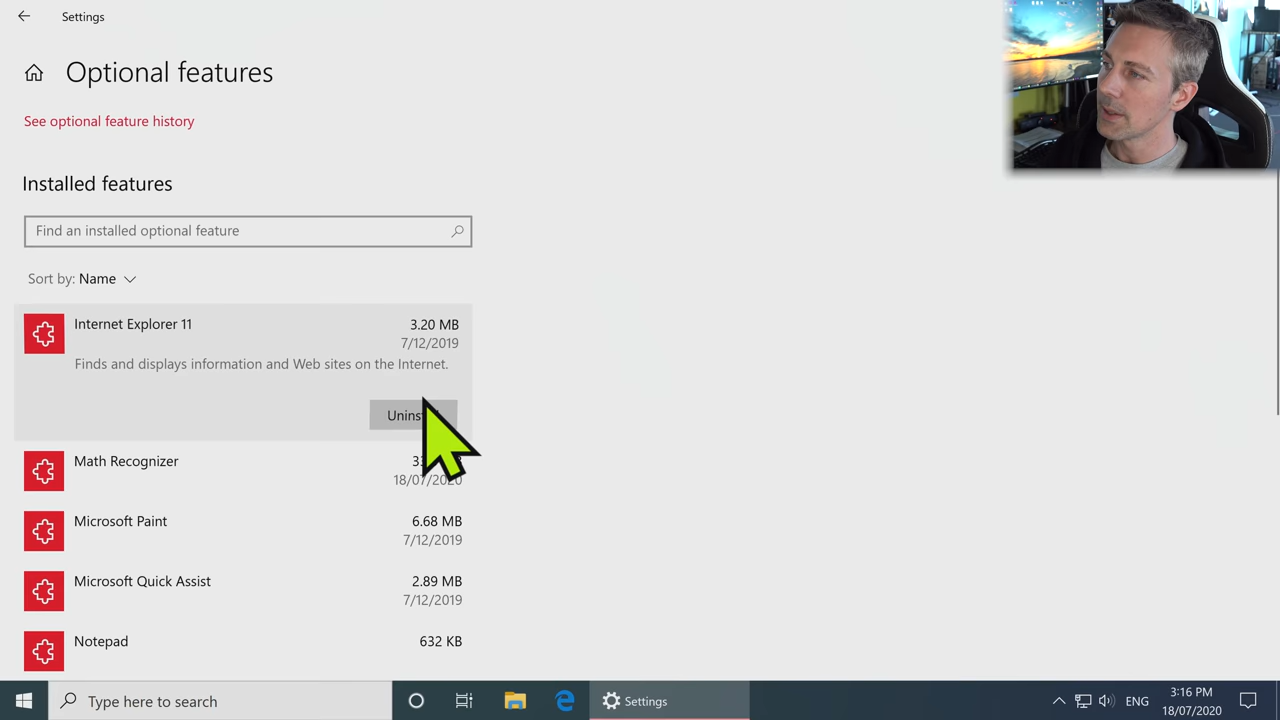 Settings
Optional features
See optional feature history
Installed features
Find an installed optional feature
Sort by: Name
Internet Explorer 11
3.20 MB
7/12/2019
Finds and displays information and Web sites on the Internet.
Math Recognizer
Microsoft Paint
6.68 MB
7/12/2019
Microsoft Quick Assist
2.89 MB
7/12/2019
Notepad
632 KB
Type here to search
Settings
ENG
3:16 PM
18/07/2020